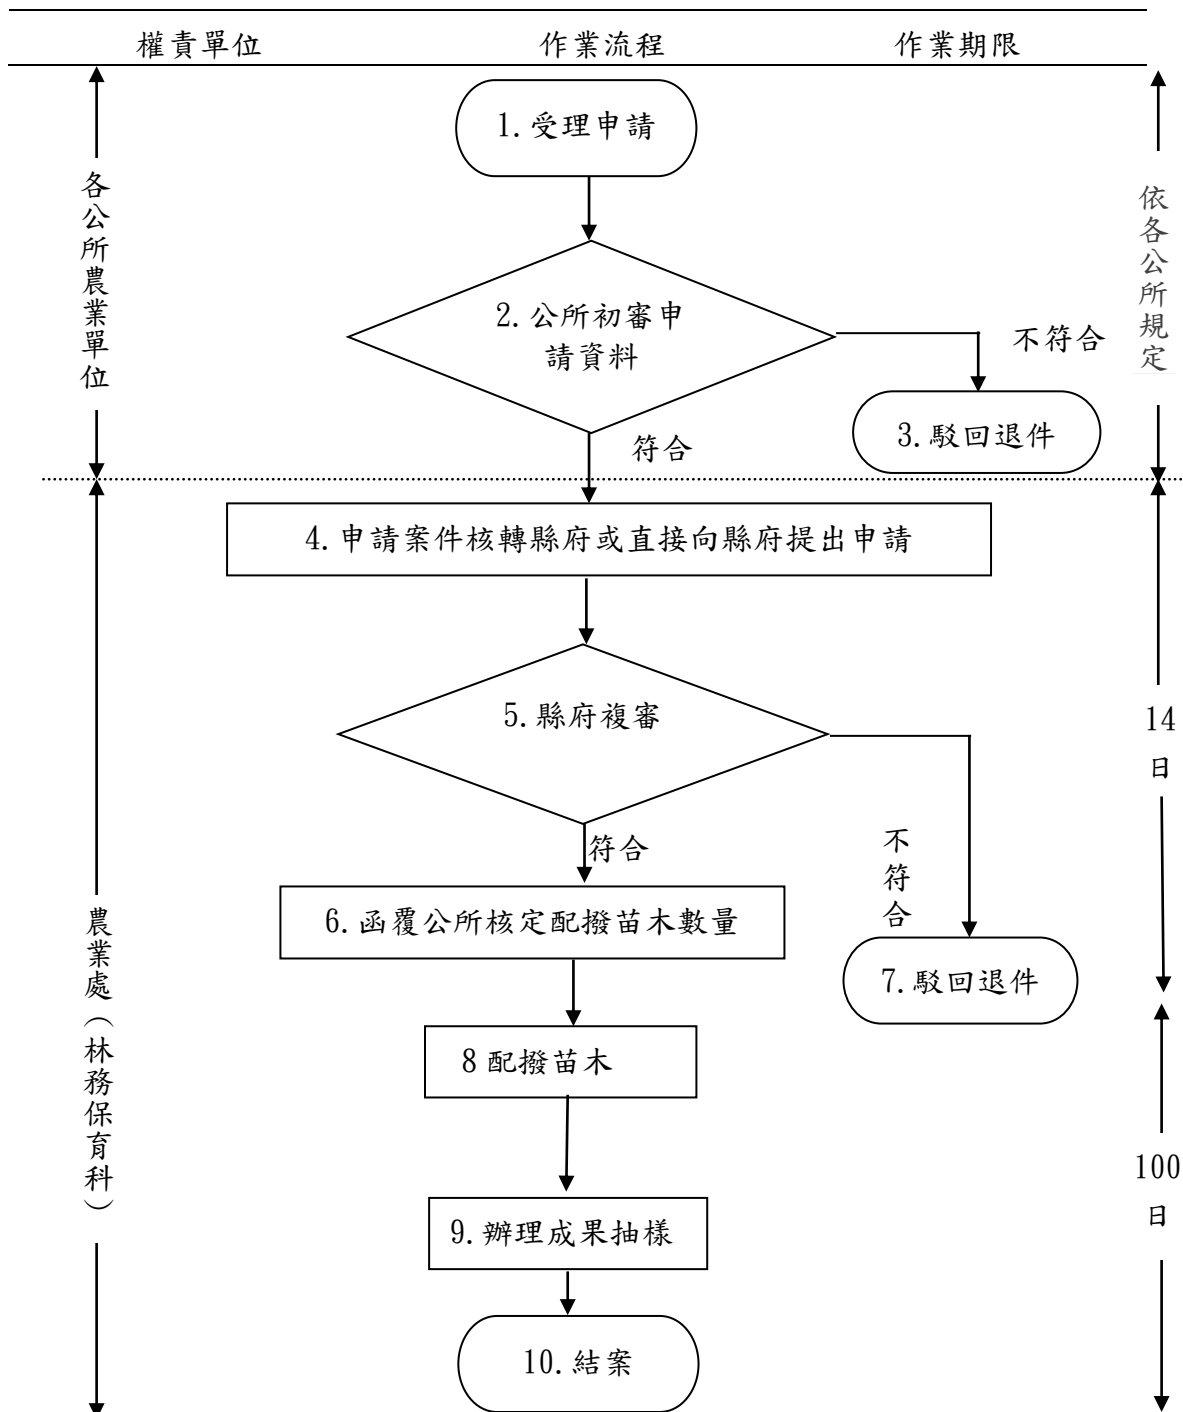 權責單位 作業流程 作業期限
1.受理申請
各公所農業單位
依各公所規定
2.公所初審申
請資料
不符合
3.駁回退件
符合
4.申請案件核轉縣府或直接向縣府提出申請
5.縣府複審
14
日
符合
不符合
6.函覆公所核定配撥苗木數量
7.駁回退件
農業處（林務保育科）
8 配撥苗木
100
日
9.辦理成果抽樣
10.結案